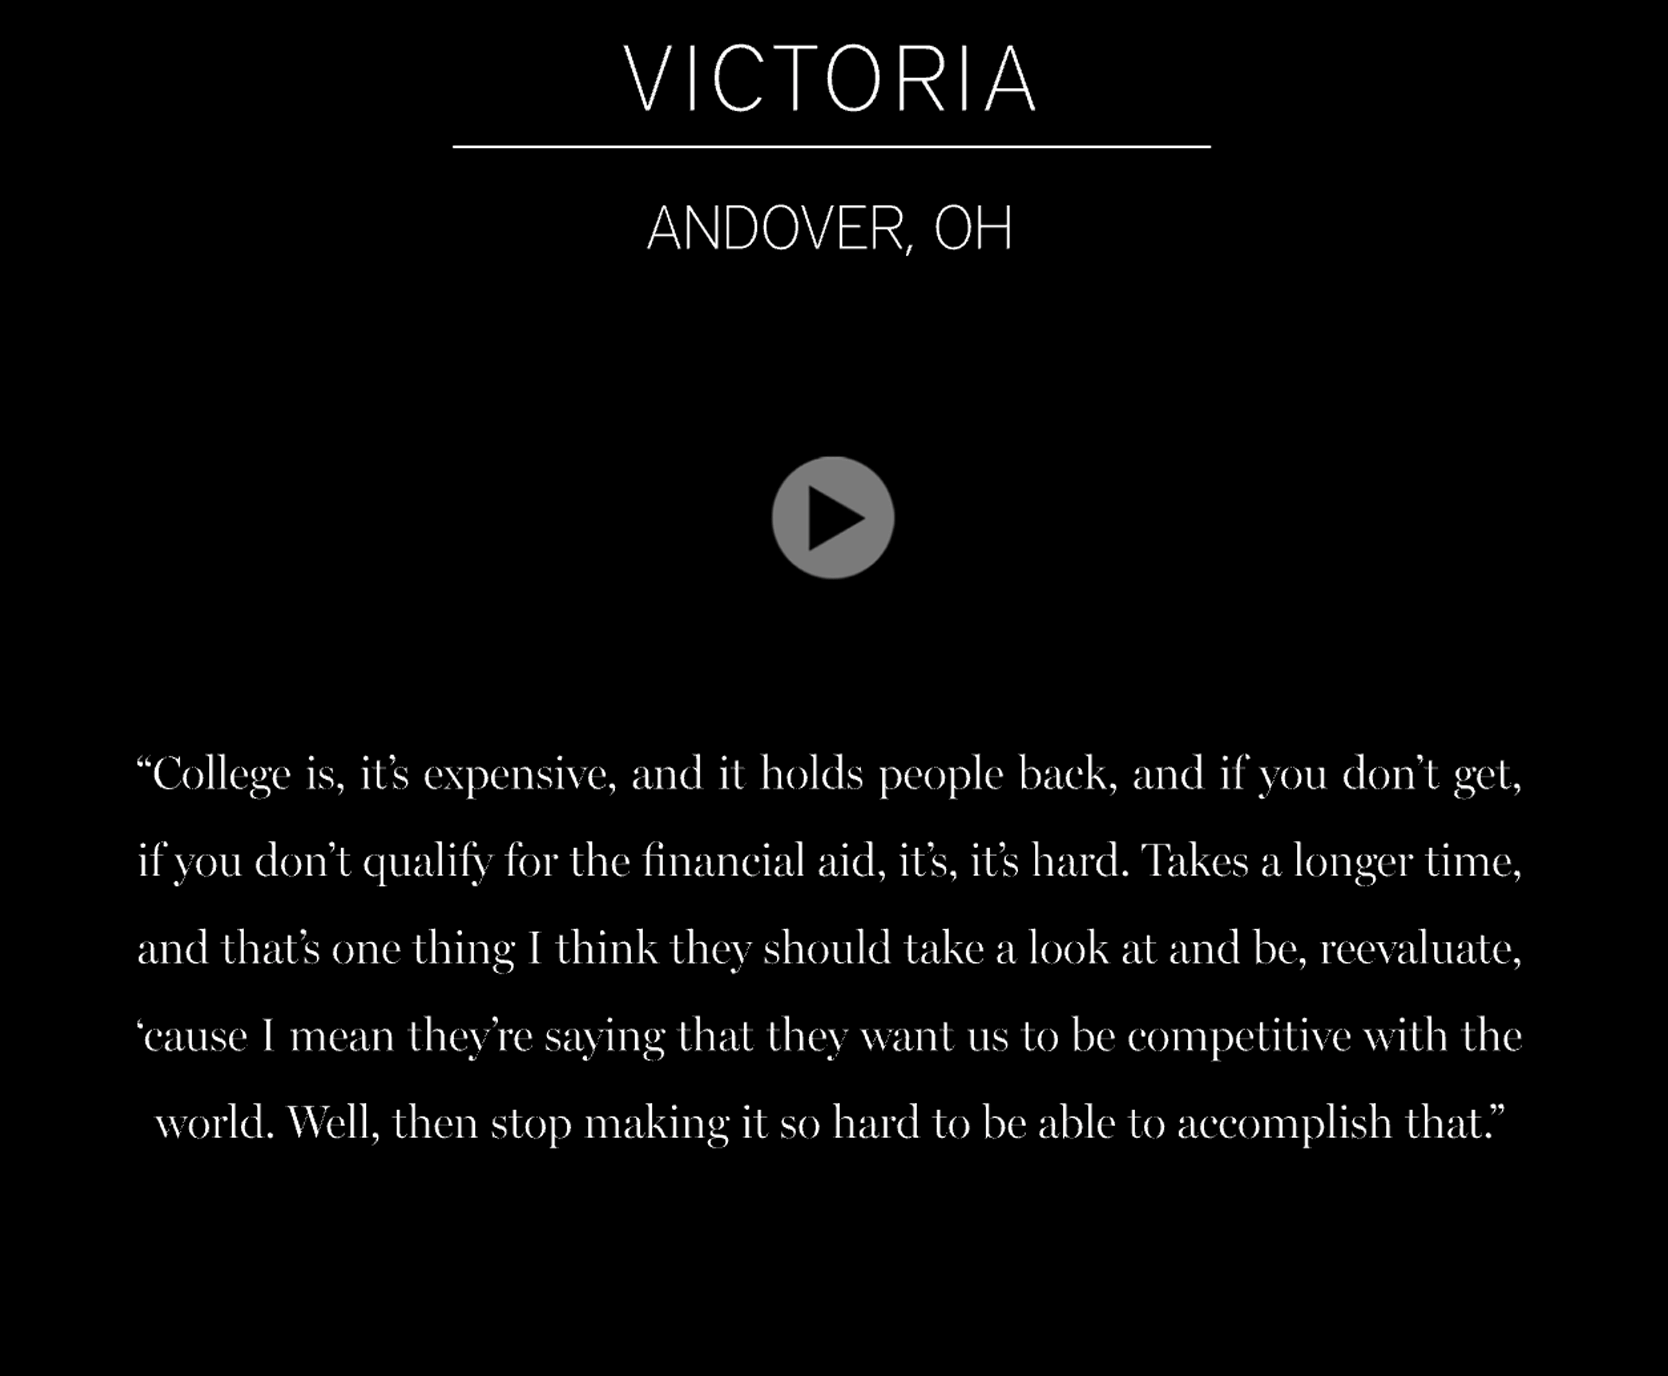 VICTORIA
ANDOVER, OH
“College is, it’s expensive, and it holds people back, and if you don’t get,
if you don’t qualify for the financial aid, it’s, it’s hard. Takes a longer time,
and that’s one thing I think they should take a look at and be, reevaluate,
‘cause I mean they’re saying that they want us to be competitive with the
world. Well, then stop making it so hard to be able to accomplish that.”